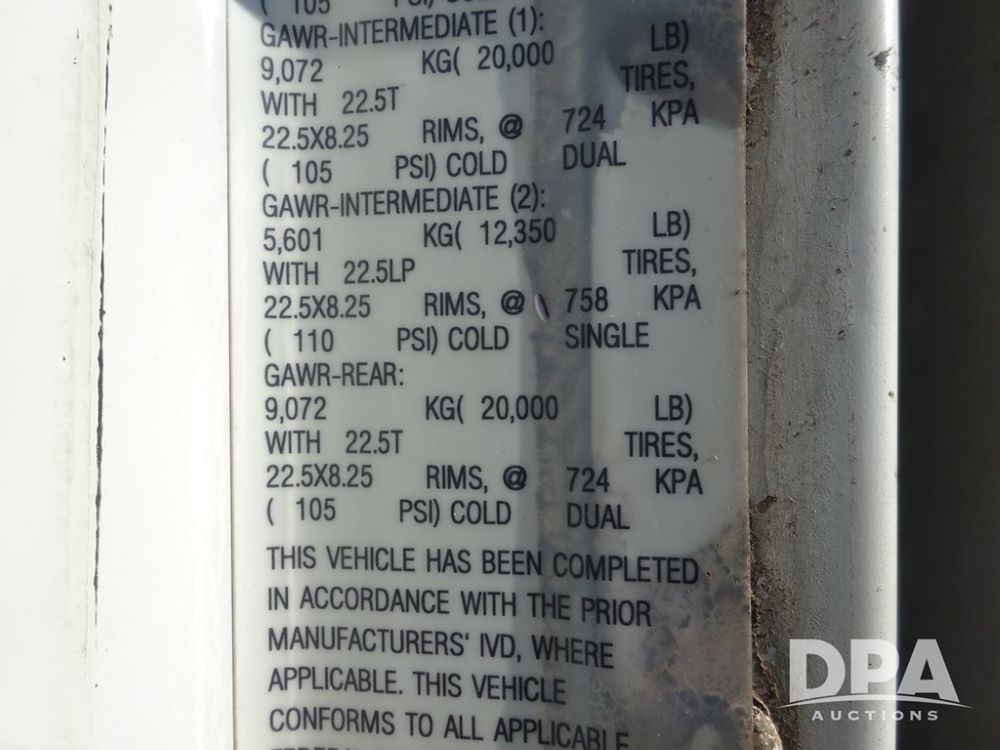 ( 105 PSI) COLD
GAWR-INTERMEDIATE (1):
9,072 KG( 20,000 LB)
WITH 22.5T TIRES,
22.5X8.25 RIMS, @ 724 KPA
( 105 PSI) COLD DUAL
GAWR-INTERMEDIATE (2):
5,601 KG( 12,350 LB)
WITH 22.5LP TIRES,
22.5X8.25 RIMS, @ 758 KPA
( 110 PSI) COLD SINGLE
GAWR-REAR:
9,072 KG( 20,000 LB)
WITH 22.5T TIRES,
22.5X8.25 RIMS, @ 724 KPA
( 105 PSI) COLD DUAL
THIS VEHICLE HAS BEEN COMPLETED
IN ACCORDANCE WITH THE PRIOR
MANUFACTURERS' IVD, WHERE
APPLICABLE. THIS VEHICLE
CONFORMS TO ALL APPLICABLE
DPA
AUCTIONS